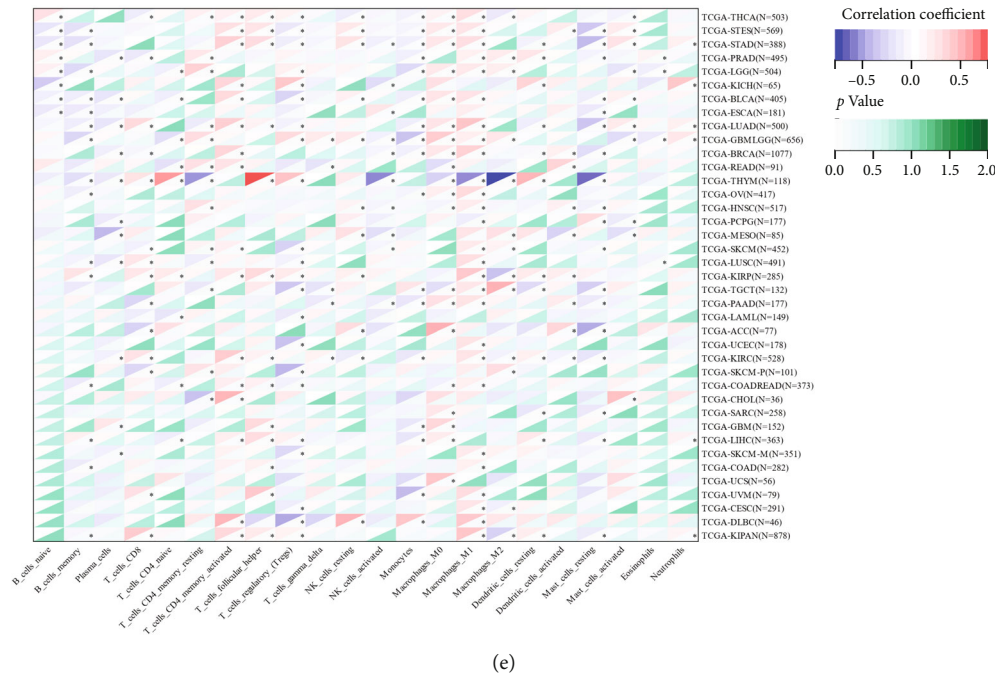 TCGA-THCA(N=503)
TCGA-STES(N=569)
TCGA-STAD(N=388)
TCGA-PRAD(N=495)
TCGA-LGG(N=504)
TCGA-KICH(N=65)
TCGA-BLCA(N=405)
TCGA-ESCA(N=181)
TCGA-LUAD(N=500)
TCGA-GBMLGG(N=656)
TCGA-BRCA(N=1077)
TCGA-READ(N=91)
TCGA-THYM(N=118)
TCGA-OV(N=417)
TCGA-HNSC(N=517)
TCGA-PCPG(N=177)
TCGA-MESO(N=85)
TCGA-SKCM(N=452)
TCGA-LUSC(N=491)
TCGA-KIRP(N=285)
TCGA-TGCT(N=132)
TCGA-PAAD(N=177)
TCGA-LAML(N=149)
TCGA-ACC(N=77)
TCGA-UCEC(N=178)
TCGA-KIRC(N=528)
TCGA-SKCM-P(N=101)
TCGA-COADREAD(N=373)
TCGA-CHOL(N=36)
TCGA-SARC(N=258)
TCGA-GBM(N=152)
TCGA-LIHC(N=363)
TCGA-SKCM-M(N=351)
TCGA-COAD(N=282)
TCGA-UCS(N=56)
TCGA-UVM(N=79)
TCGA-CESC(N=291)
TCGA-DLBC(N=46)
TCGA-KIPAN(N=878)
B_cells_naive
B_cells_memory
Plasma_cells
T_cells_CD8
T_cells_CD4_naive
T_cells_CD4_memory_resting
T_cells_CD4_memory_activated
T_cells_follicular_helper
T_cells_regulatory_(Tregs)
T_cells_gamma_delta
NK_cells_resting
NK_cells_activated
Monocytes
Macrophages_M0
Macrophages_M1
Macrophages_M2
Dendritic_cells_resting
Dendritic_cells_activated
Mast_cells_resting
Mast_cells_activated
Eosinphils
Neutrophils
Correlation coefficient
−0.5 0.0 0.5
p Value
0.0 0.5 1.0 1.5 2.0
(e)